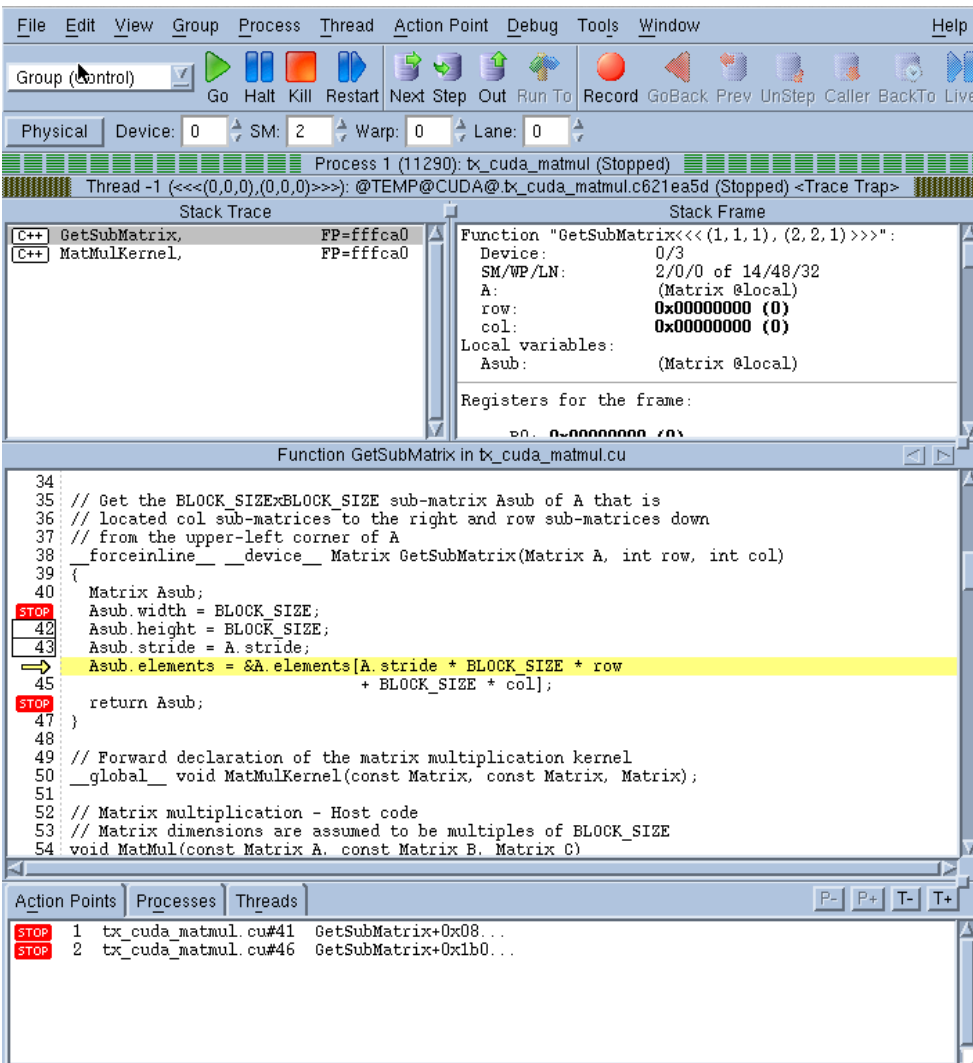 File Edit View Group Process Thread Action Point Debug Tools Window Help
Group (Control)
Go Halt Kill Restart Next Step Out Run To Record GoBack Prev UnStep Caller BackTo Live
Physical Device: 0 SM: 2 Warp: 0 Lane: 0
Process 1 (11290): tx_cuda_matmul (Stopped)
Thread -1 (<<<(0,0,0),(0,0,0)>>>): @TEMP@CUDA@.tx_cuda_matmul.c621ea5d (Stopped) <Trace Trap>
Stack Trace
C++ GetSubMatrix, FP=fffca0
C++ MatMulKernel, FP=fffca0
Stack Frame
Function "GetSubMatrix<<<(1,1,1),(2,2,1)>>>":
Device: 0/3
SM/WP/LN: 2/0/0 of 14/48/32
A: (Matrix @local)
row: 0x00000000 (0)
col: 0x00000000 (0)
Local variables:
Asub: (Matrix @local)
Registers for the frame:
R0: 0x00000000 (0)
Function GetSubMatrix in tx_cuda_matmul.cu
34
35 // Get the BLOCK_SIZExBLOCK_SIZE sub-matrix Asub of A that is
36 // located col sub-matrices to the right and row sub-matrices down
37 // from the upper-left corner of A
38 __forceinline__ __device__ Matrix GetSubMatrix(Matrix A, int row, int col)
39 {
40 Matrix Asub;
STOP Asub.width = BLOCK_SIZE;
42 Asub.height = BLOCK_SIZE;
43 Asub.stride = A.stride;
Asub.elements = &A.elements[A.stride * BLOCK_SIZE * row
45 + BLOCK_SIZE * col];
STOP return Asub;
47 }
48
49 // Forward declaration of the matrix multiplication kernel
50 __global__ void MatMulKernel(const Matrix, const Matrix, Matrix);
51
52 // Matrix multiplication - Host code
53 // Matrix dimensions are assumed to be multiples of BLOCK_SIZE
54 void MatMul(const Matrix A, const Matrix B, Matrix C)
Action Points Processes Threads P- P+ T- T+
STOP 1 tx_cuda_matmul.cu#41 GetSubMatrix+0x08...
STOP 2 tx_cuda_matmul.cu#46 GetSubMatrix+0x1b0...